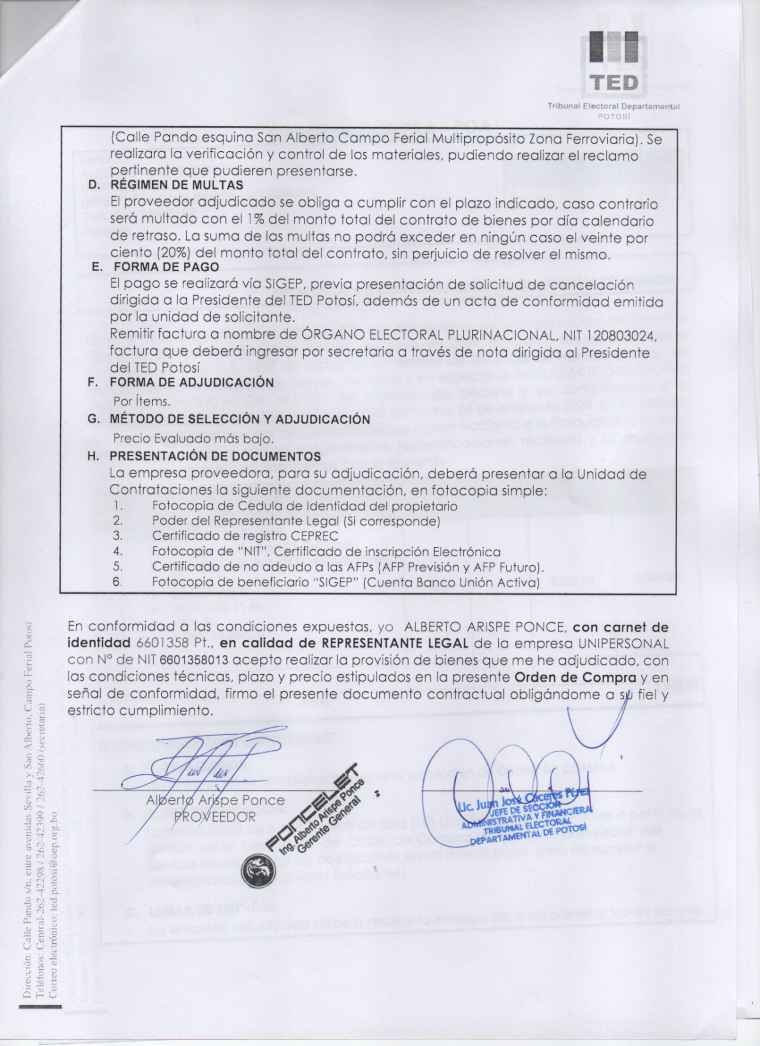 TED
Tribunal Electoral Departamental
POTOSÍ
(Calle Pando esquina San Alberto Campo Ferial Multipropósito Zona Ferroviaria). Se
realizara la verificación y control de los materiales, pudiendo realizar el reclamo
pertinente que pudieren presentarse.
D. RÉGIMEN DE MULTAS
El proveedor adjudicado se obliga a cumplir con el plazo indicado, caso contrario
será multado con el 1% del monto total del contrato de bienes por día calendario
de retraso. La suma de las multas no podrá exceder en ningún caso el veinte por
ciento (20%) del monto total del contrato, sin perjuicio de resolver el mismo.
E. FORMA DE PAGO
El pago se realizará vía SIGEP, previa presentación de solicitud de cancelación
dirigida a la Presidente del TED Potosí, además de un acta de conformidad emitida
por la unidad de solicitante.
Remitir factura a nombre de ÓRGANO ELECTORAL PLURINACIONAL, NIT 120803024,
factura que deberá ingresar por secretaria a través de nota dirigida al Presidente
del TED Potosí
F. FORMA DE ADJUDICACIÓN
Por Ítems.
G. MÉTODO DE SELECCIÓN Y ADJUDICACIÓN
Precio Evaluado más bajo.
H. PRESENTACIÓN DE DOCUMENTOS
La empresa proveedora, para su adjudicación, deberá presentar a la Unidad de
Contrataciones la siguiente documentación, en fotocopia simple:
1. Fotocopia de Cedula de Identidad del propietario
2. Poder del Representante Legal (Si corresponde)
3. Certificado de registro CEPREC
4. Fotocopia de "NIT", Certificado de inscripción Electrónica
5. Certificado de no adeudo a las AFPs (AFP Previsión y AFP Futuro).
6. Fotocopia de beneficiario "SIGEP" (Cuenta Banco Unión Activa)
En conformidad a las condiciones expuestas, yo ALBERTO ARISPE PONCE, con carnet de
identidad 6601358 Pt., en calidad de REPRESENTANTE LEGAL de la empresa UNIPERSONAL
con Nº de NIT 6601358013 acepto realizar la provisión de bienes que me he adjudicado, con
las condiciones técnicas, plazo y precio estipulados en la presente Orden de Compra y en
señal de conformidad, firmo el presente documento contractual obligándome a su fiel y
estricto cumplimiento.
Alberto Arispe Ponce
PROVEEDOR
PONCELET
Ing. Alberto Arispe Ponce
Gerente General
Lic. Juan José Cáceres Pérez
JEFE DE SECCIÓN
ADMINISTRATIVA Y FINANCIERA
TRIBUNAL ELECTORAL
DEPARTAMENTAL DE POTOSÍ
Dirección: Calle Pando s/n, entre avenidas Sevilla y San Alberto, Campo Ferial Potosí
Teléfonos: Central-262-42298 / 262-42399 / 262-42660 (secretaria)
Correo electrónico: ted.potosi@oep.org.bo